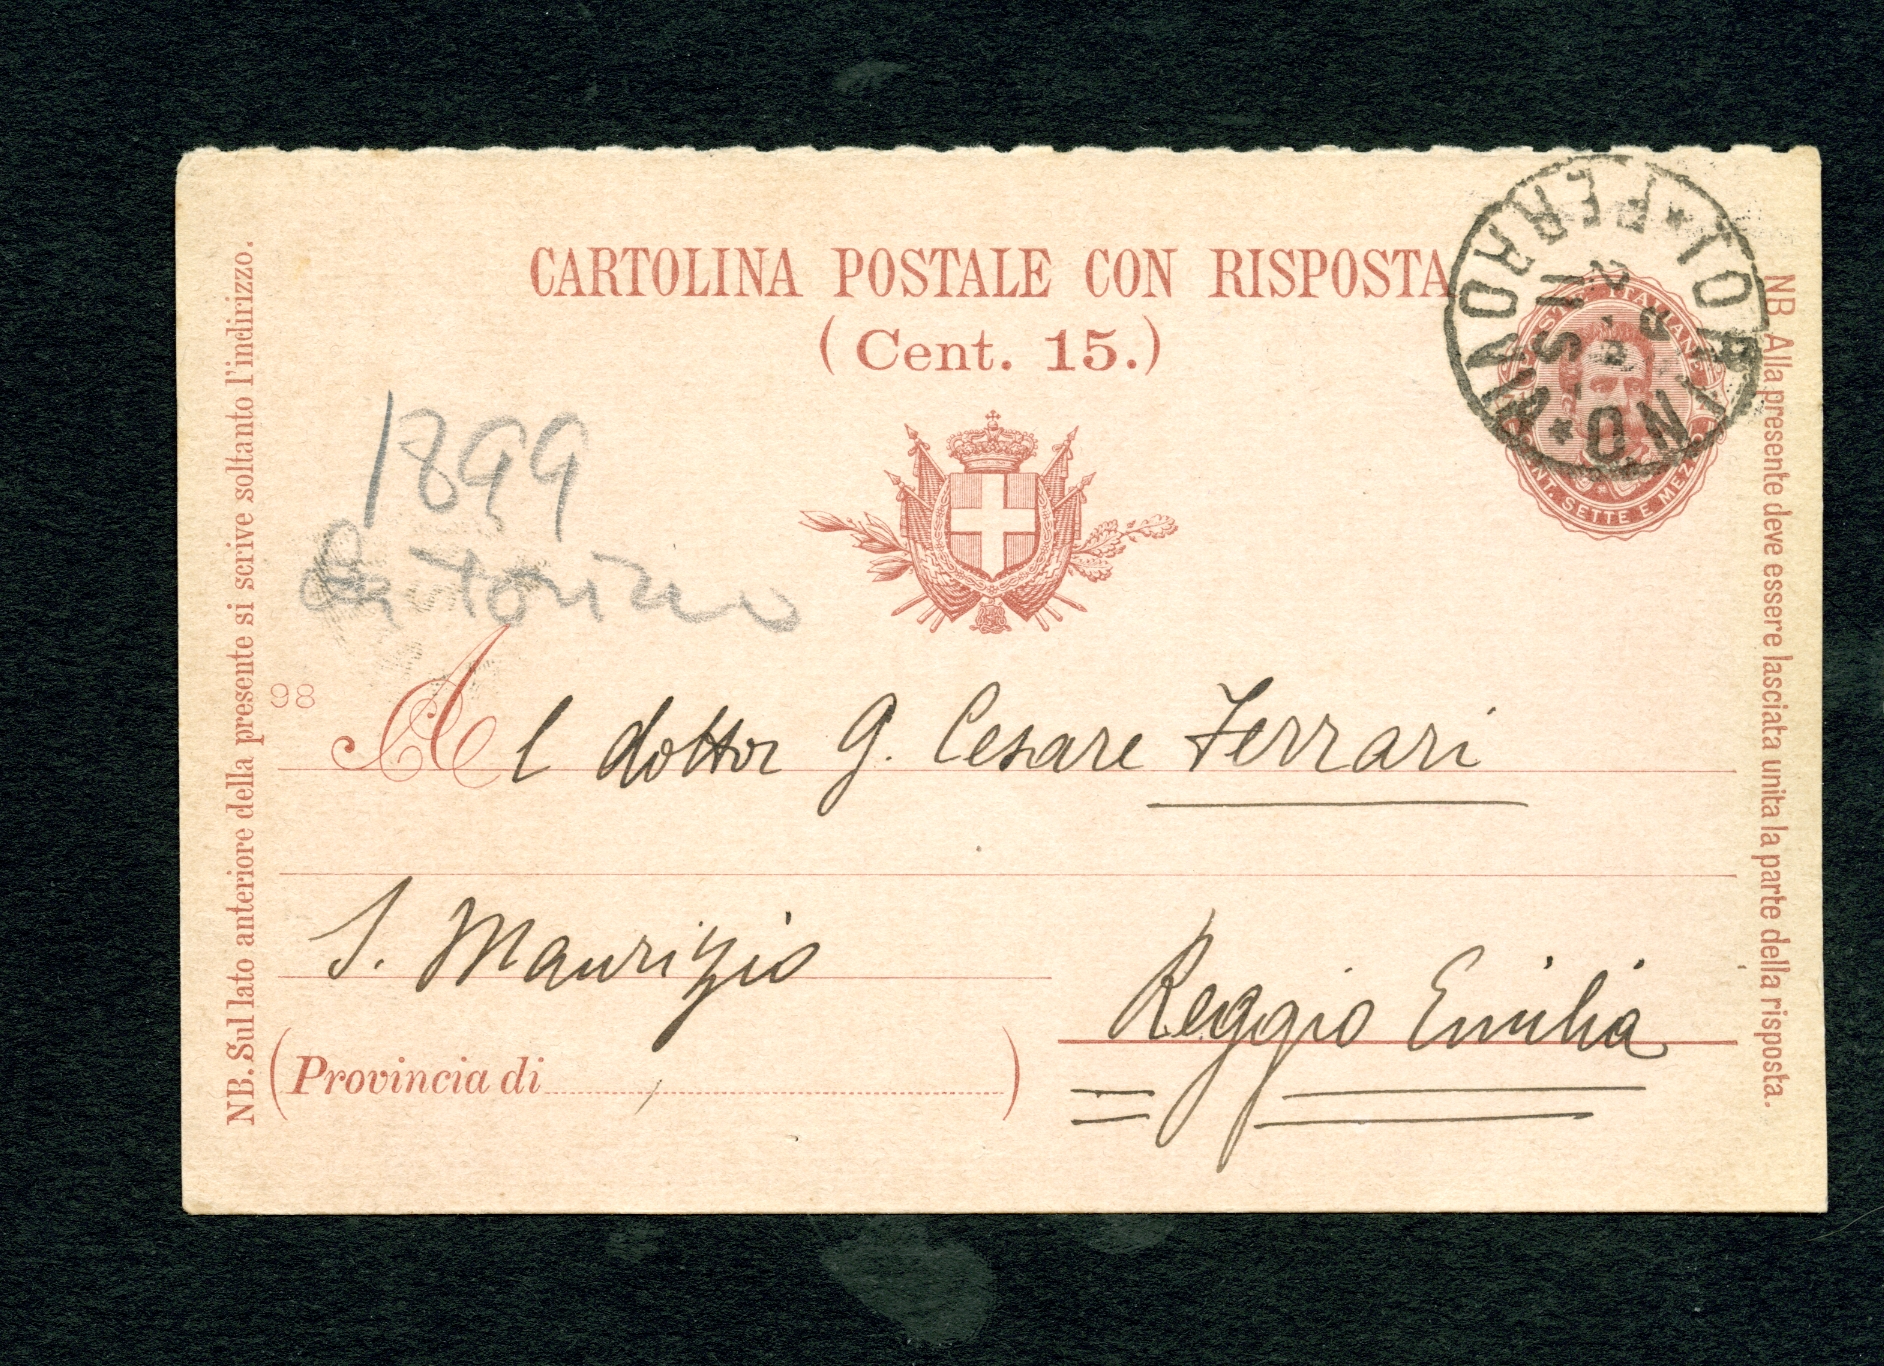 CARTOLINA POSTALE CON RISPOSTA
(Cent. 15.)
TORINO * FERROVIA *
POSTE ITALIANE
CENT. SETTE E MEZZO
1899
98
Al dottor G. Cesare Ferrari
S. Maurizio
Reggio Emilia
(Provincia di )
NB. Sul lato anteriore della presente si scrive soltanto l'indirizzo.
NB. Alla presente deve essere lasciata unita la parte della risposta.